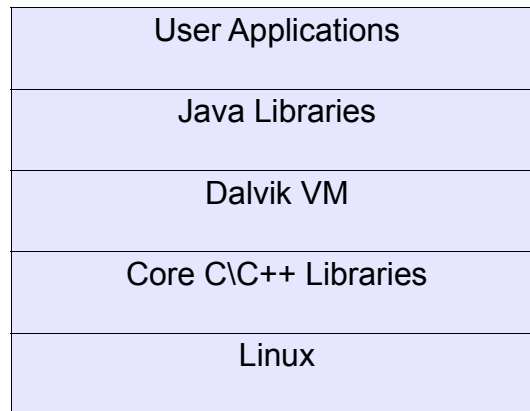 User Applications
Java Libraries
Dalvik VM
Core C\C++ Libraries
Linux